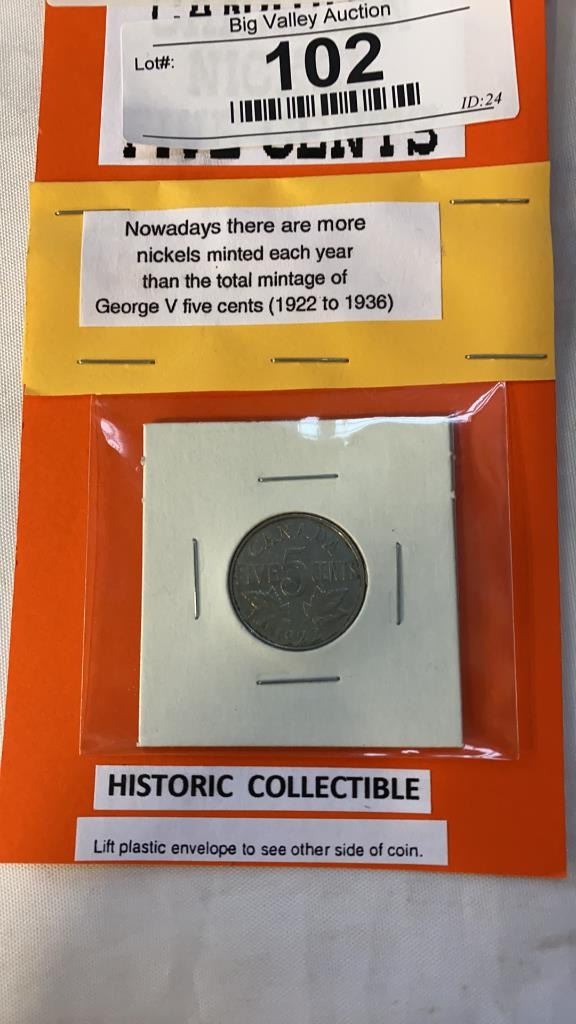 Big Valley Auction
Lot#:
102
ID:24
FIVE CENTS
Nowadays there are more
nickels minted each year
than the total mintage of
George V five cents (1922 to 1936)
CANADA
5
FIVE CENTS
1922
HISTORIC COLLECTIBLE
Lift plastic envelope to see other side of coin.